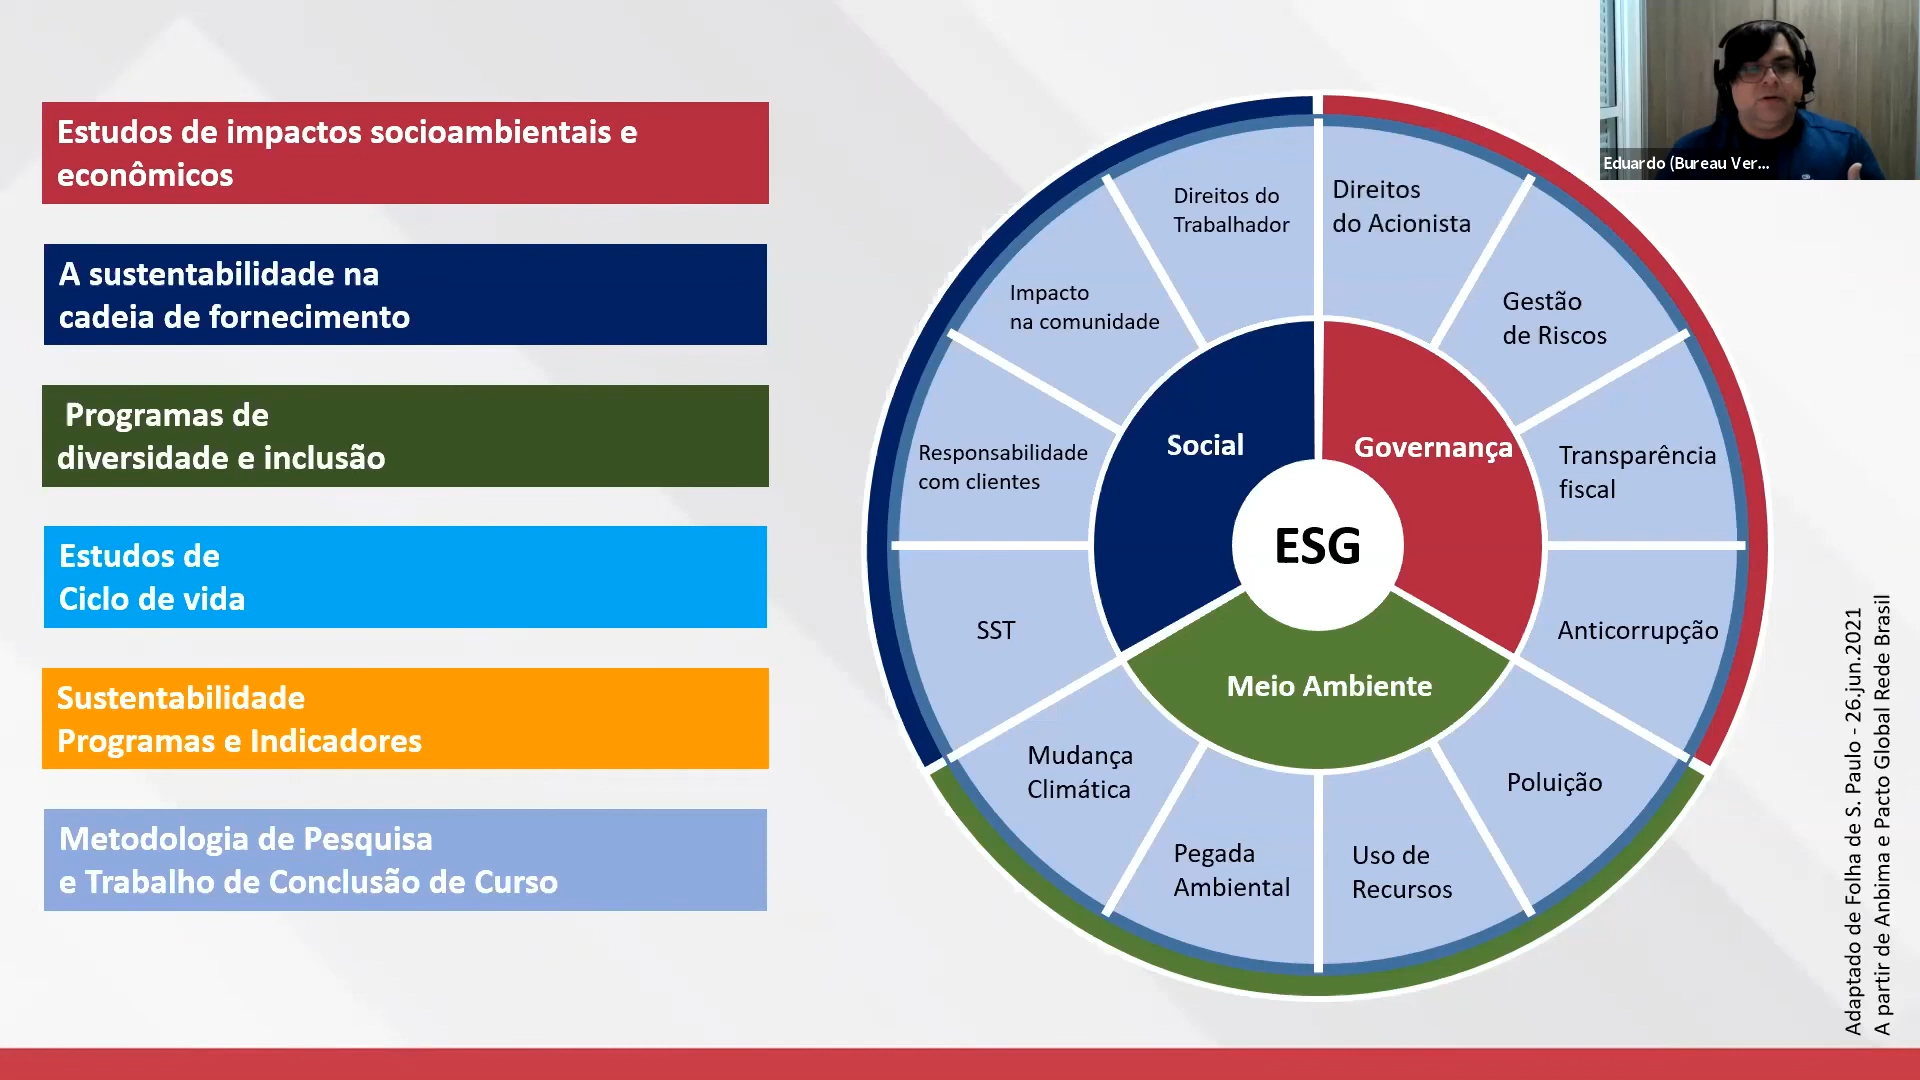 Estudos de impactos socioambientais e
econômicos
A sustentabilidade na
cadeia de fornecimento
Programas de
diversidade e inclusão
Estudos de
Ciclo de vida
Sustentabilidade
Programas e Indicadores
Metodologia de Pesquisa
e Trabalho de Conclusão de Curso
Direitos do
Trabalhador
Direitos
do Acionista
Impacto
na comunidade
Gestão
de Riscos
Responsabilidade
com clientes
Transparência
fiscal
Social
Governança
ESG
SST
Anticorrupção
Meio Ambiente
Mudança
Climática
Poluição
Pegada
Ambiental
Uso de
Recursos
Eduardo (Bureau Ver...
Adaptado de Folha de S. Paulo - 26.jun.2021
A partir de Anbima e Pacto Global Rede Brasil